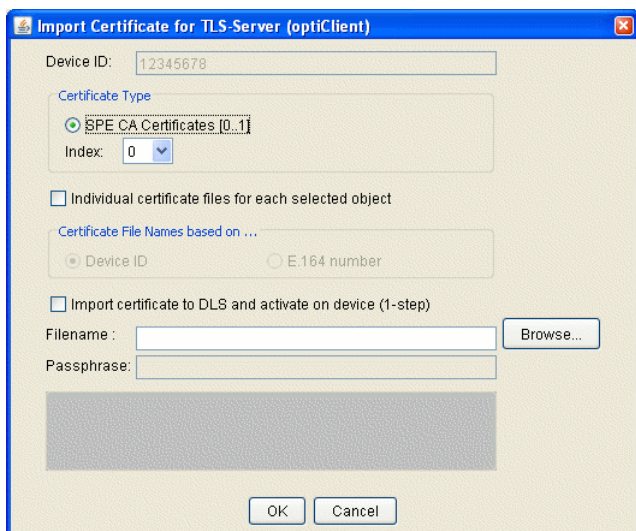 Import Certificate for TLS-Server (optiClient)
Device ID: 12345678
Certificate Type
SPE CA Certificates [0..1]
Index: 0
Individual certificate files for each selected object
Certificate File Names based on ...
Device ID E.164 number
Import certificate to DLS and activate on device (1-step)
Filename : Browse...
Passphrase:
OK Cancel